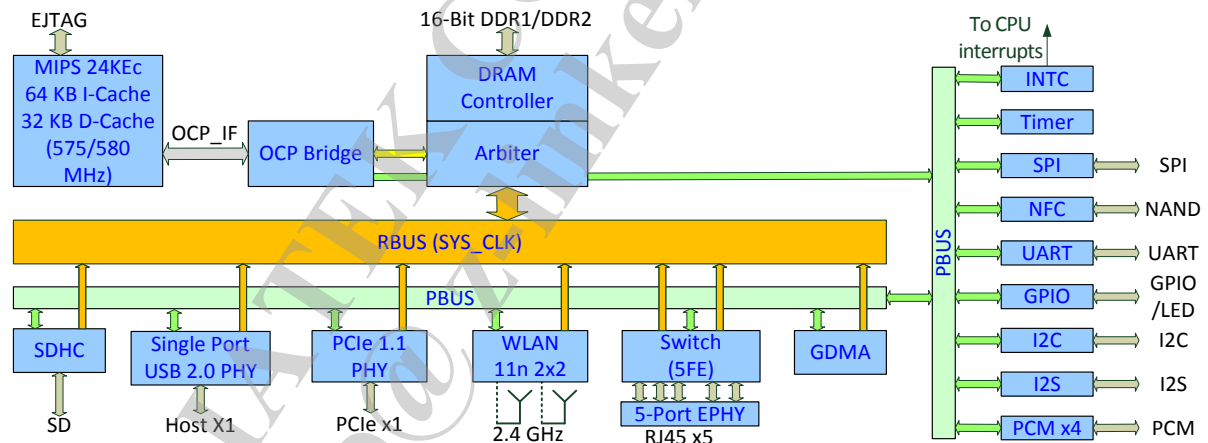 EJTAG
16-Bit DDR1/DDR2
To CPU
interrupts
MIPS 24KEc
64 KB I-Cache
32 KB D-Cache
(575/580
MHz)
OCP_IF
OCP Bridge
DRAM
Controller
Arbiter
RBUS (SYS_CLK)
PBUS
PBUS
INTC
Timer
SPI
SPI
NFC
NAND
UART
UART
GPIO
GPIO
/LED
I2C
I2C
I2S
I2S
PCM x4
PCM
SDHC
SD
Single Port
USB 2.0 PHY
Host X1
PCIe 1.1
PHY
PCIe x1
WLAN
11n 2x2
2.4 GHz
Switch
(5FE)
5-Port EPHY
RJ45 x5
GDMA